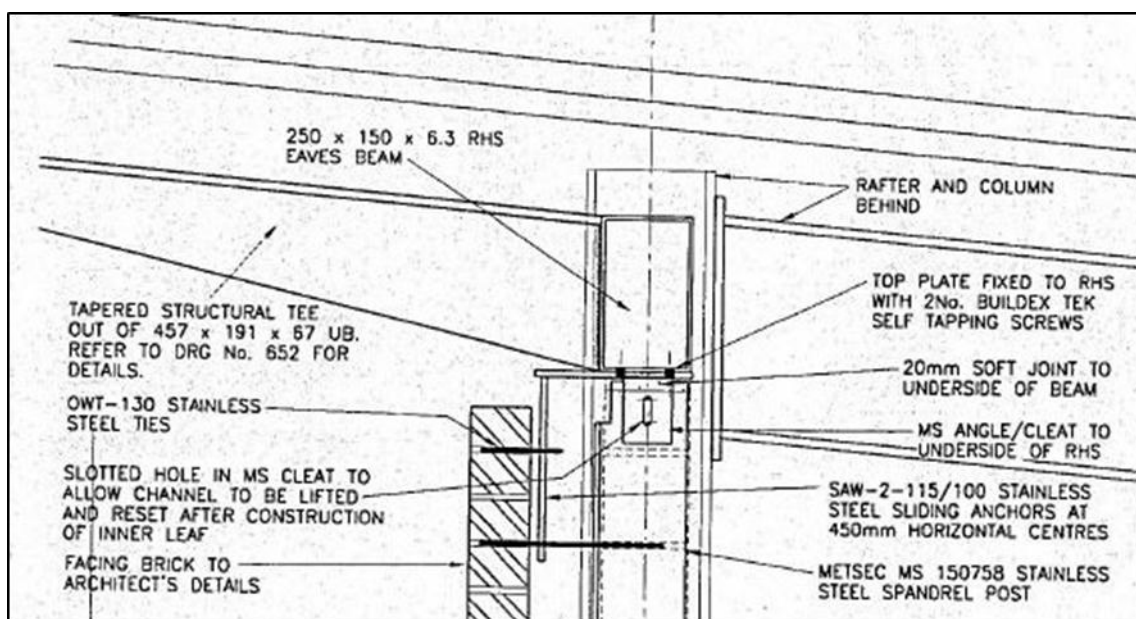 250 x 150 x 6.3 RHS
EAVES BEAM
RAFTER AND COLUMN
BEHIND
TAPERED STRUCTURAL TEE
OUT OF 457 x 191 x 67 UB.
REFER TO DRG No. 652 FOR
DETAILS.
TOP PLATE FIXED TO RHS
WITH 2No. BUILDEX TEK
SELF TAPPING SCREWS
20mm SOFT JOINT TO
UNDERSIDE OF BEAM
OWT-130 STAINLESS
STEEL TIES
MS ANGLE/CLEAT TO
UNDERSIDE OF RHS
SLOTTED HOLE IN MS CLEAT TO
ALLOW CHANNEL TO BE LIFTED
AND RESET AFTER CONSTRUCTION
OF INNER LEAF
SAW-2-115/100 STAINLESS
STEEL SLIDING ANCHORS AT
450mm HORIZONTAL CENTRES
FACING BRICK TO
ARCHITECT'S DETAILS
METSEC MS 150758 STAINLESS
STEEL SPANDREL POST